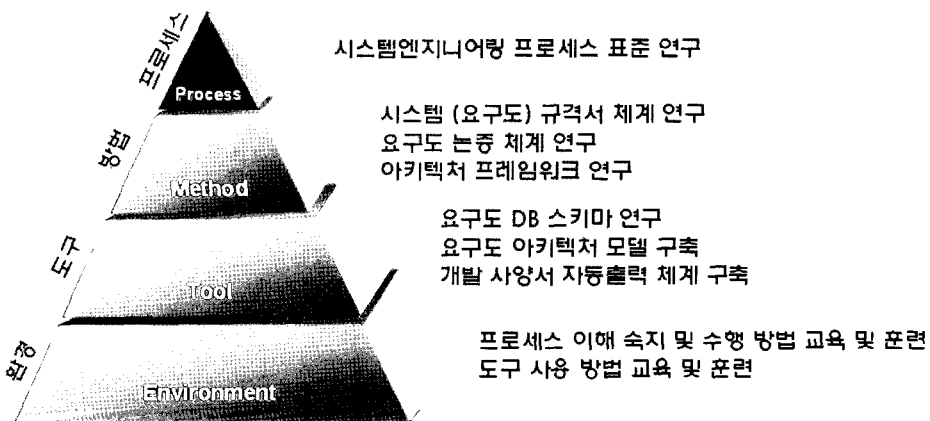 프로세스
Process
시스템엔지니어링 프로세스 표준 연구
방법
Method
시스템 (요구도) 규격서 체계 연구
요구도 논증 체계 연구
아키텍처 프레임워크 연구
도구
Tool
요구도 DB 스키마 연구
요구도 아키텍처 모델 구축
개발 사양서 자동출력 체계 구축
환경
Environment
프로세스 이해 숙지 및 수행 방법 교육 및 훈련
도구 사용 방법 교육 및 훈련